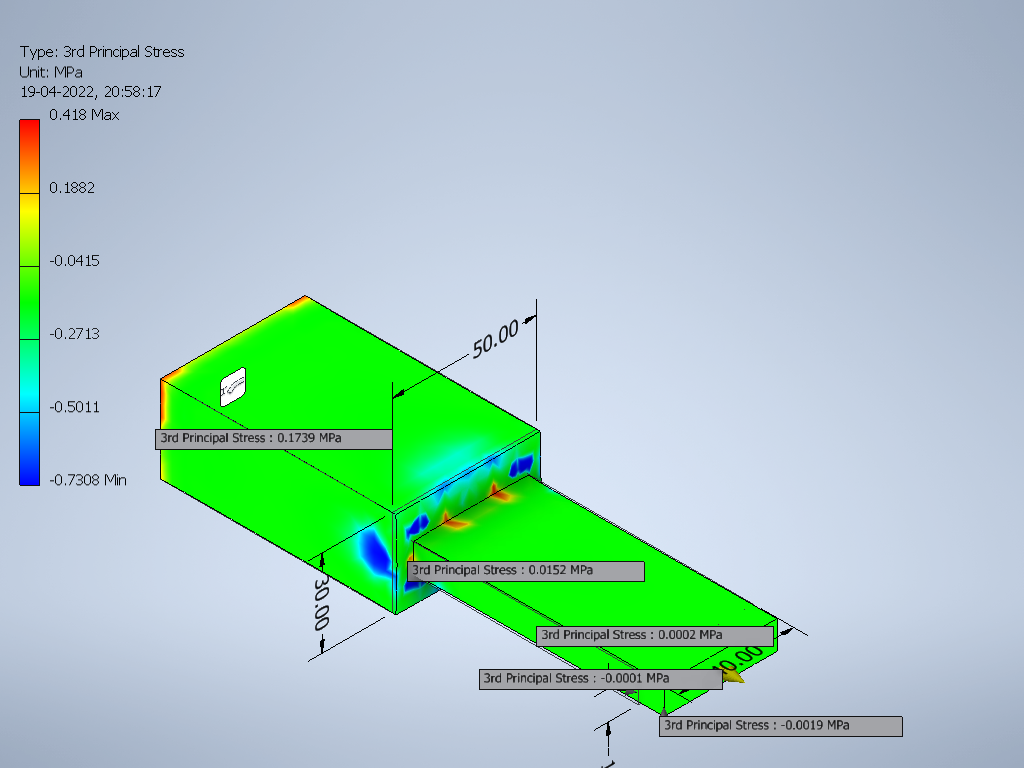 Type: 3rd Principal Stress
Unit: MPa
19-04-2022, 20:58:17
0.418 Max
0.1882
-0.0415
-0.2713
-0.5011
-0.7308 Min
50.00
3rd Principal Stress : 0.1739 MPa
3rd Principal Stress : 0.0152 MPa
30.00
3rd Principal Stress : 0.0002 MPa
3rd Principal Stress : -0.0001 MPa
3rd Principal Stress : -0.0019 MPa